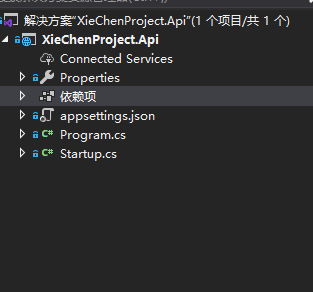 解决方案"XieChenProject.Api"(1 个项目/共 1 个)
XieChenProject.Api
Connected Services
Properties
依赖项
appsettings.json
Program.cs
Startup.cs